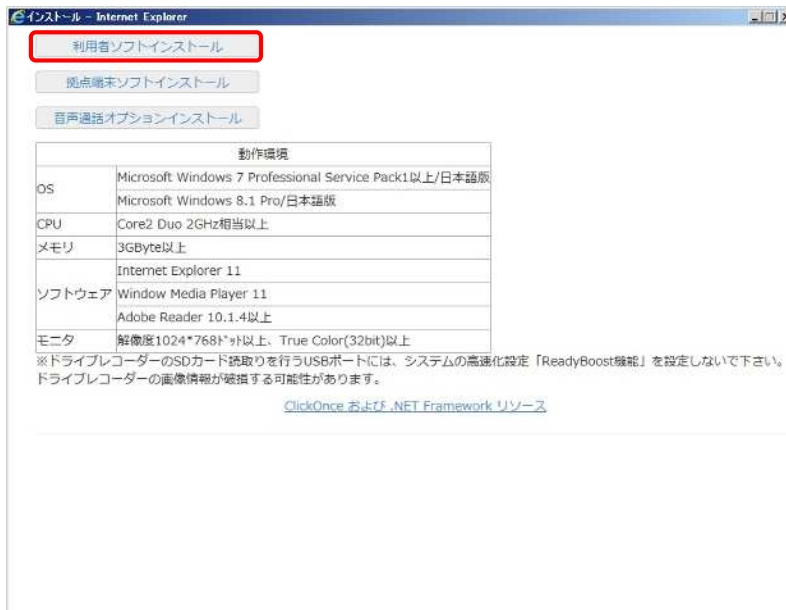 インストール - Internet Explorer
利用者ソフトインストール
拠点端末ソフトインストール
音声通話オプションインストール
動作環境
OS
Microsoft Windows 7 Professional Service Pack1以上/日本語版
Microsoft Windows 8.1 Pro/日本語版
CPU Core2 Duo 2GHz相当以上
メモリ 3GByte以上
ソフトウェア
Internet Explorer 11
Window Media Player 11
Adobe Reader 10.1.4以上
モニタ 解像度1024*768ﾄﾞｯﾄ以上、True Color(32bit)以上
※ドライブレコーダーのSDカード読取りを行うUSBポートには、システムの高速化設定「ReadyBoost機能」を設定しないで下さい。
ドライブレコーダーの画像情報が破損する可能性があります。
ClickOnce および .NET Framework リソース